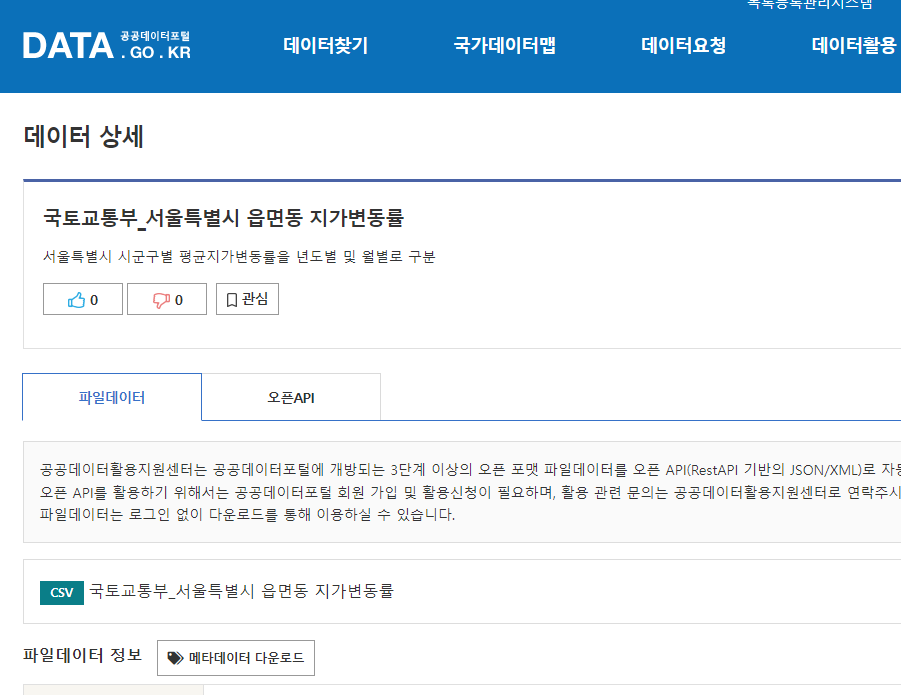 목록등록관리시스템
DATA 공공데이터포털 .GO.KR
데이터찾기 국가데이터맵 데이터요청 데이터활용
데이터 상세
국토교통부_서울특별시 읍면동 지가변동률
서울특별시 시군구별 평균지가변동률을 년도별 및 월별로 구분
0 0 관심
파일데이터 오픈API
공공데이터활용지원센터는 공공데이터포털에 개방되는 3단계 이상의 오픈 포맷 파일데이터를 오픈 API(RestAPI 기반의 JSON/XML)로 자동
오픈 API를 활용하기 위해서는 공공데이터포털 회원 가입 및 활용신청이 필요하며, 활용 관련 문의는 공공데이터활용지원센터로 연락주시
파일데이터는 로그인 없이 다운로드를 통해 이용하실 수 있습니다.
CSV 국토교통부_서울특별시 읍면동 지가변동률
파일데이터 정보 메타데이터 다운로드